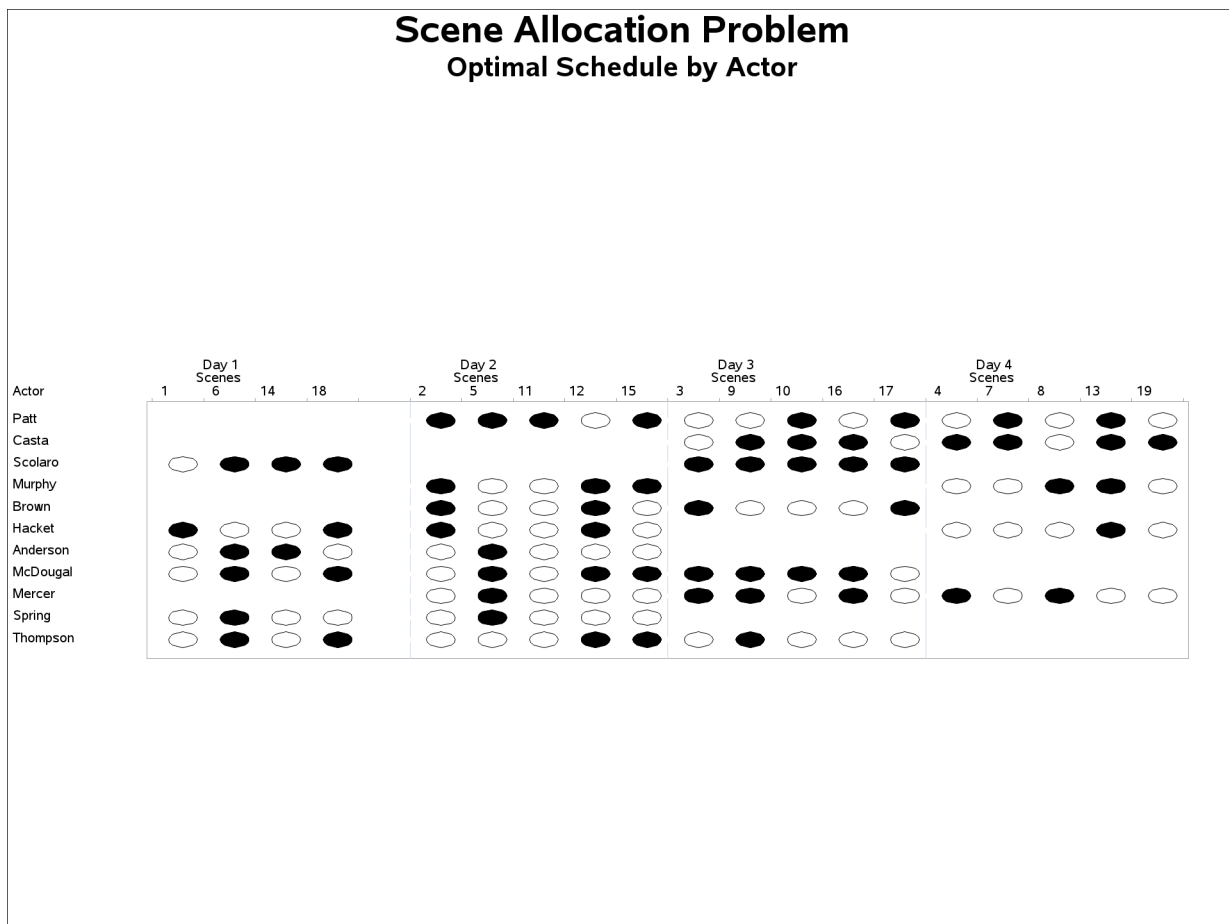 Scene Allocation Problem
Optimal Schedule by Actor
Day 1 Day 2 Day 3 Day 4
Scenes Scenes Scenes Scenes
Actor 1 6 14 18 2 5 11 12 15 3 9 10 16 17 4 7 8 13 19
Patt
Casta
Scolaro
Murphy
Brown
Hacket
Anderson
McDougal
Mercer
Spring
Thompson